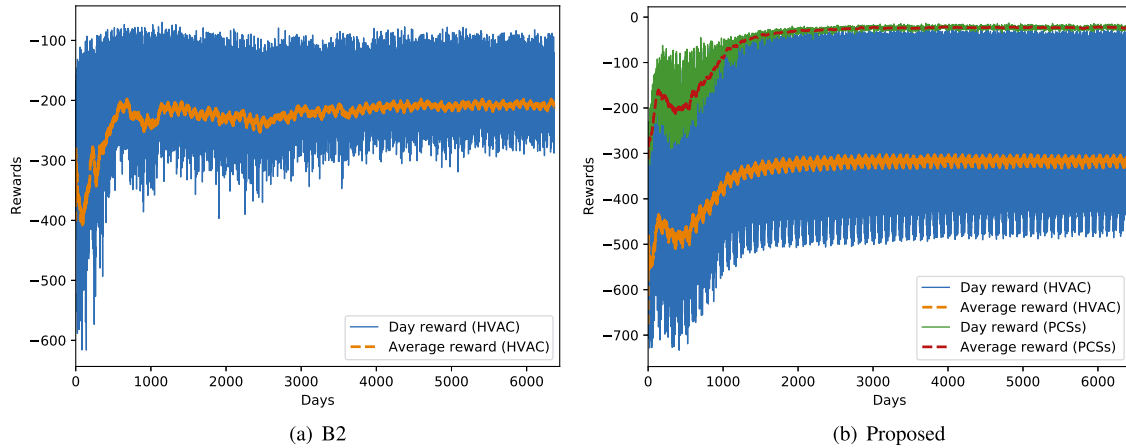 −100
−200
−300
−400
−500
−600
Rewards
0
1000
2000
3000
4000
5000
6000
Days
Day reward (HVAC)
Average reward (HVAC)
(a) B2
0
−100
−200
−300
−400
−500
−600
−700
Rewards
0
1000
2000
3000
4000
5000
6000
Days
Day reward (HVAC)
Average reward (HVAC)
Day reward (PCSs)
Average reward (PCSs)
(b) Proposed